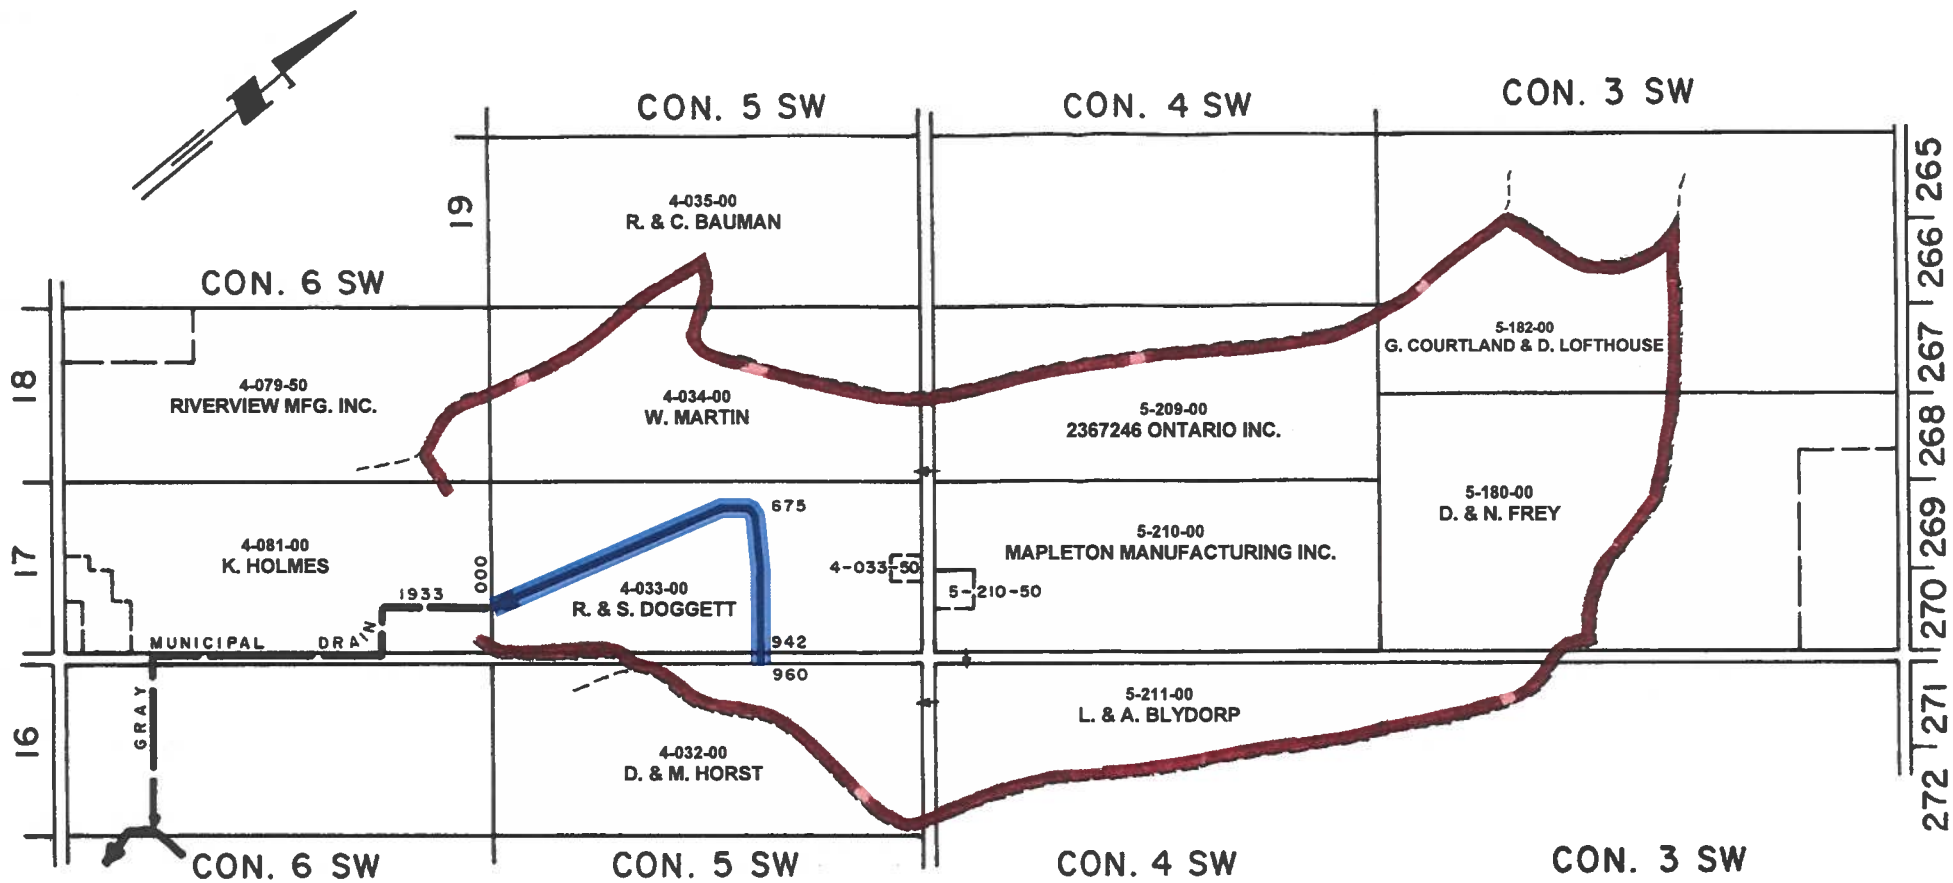 CON. 5 SW
CON. 4 SW
CON. 3 SW
265
19
4-035-00
R. & C. BAUMAN
266
CON. 6 SW
267
5-182-00
G. COURTLAND & D. LOFTHOUSE
18
4-079-50
RIVERVIEW MFG. INC.
4-034-00
W. MARTIN
5-209-00
2367246 ONTARIO INC.
268
5-180-00
D. & N. FREY
675
269
17
4-081-00
K. HOLMES
000
4-033-00
R. & S. DOGGETT
4-033-50
5-210-00
MAPLETON MANUFACTURING INC.
5-210-50
1933
270
MUNICIPAL DRAIN
942
960
GRAY
5-211-00
L. & A. BLYDORP
271
16
4-032-00
D. & M. HORST
272
CON. 6 SW
CON. 5 SW
CON. 4 SW
CON. 3 SW